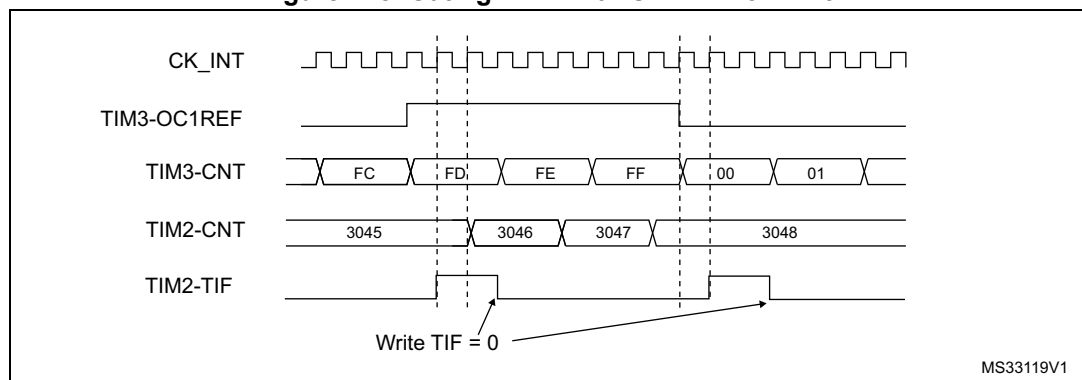 CK_INT
TIM3-OC1REF
TIM3-CNT FC FD FE FF 00 01
TIM2-CNT 3045 3046 3047 3048
TIM2-TIF
Write TIF = 0
MS33119V1